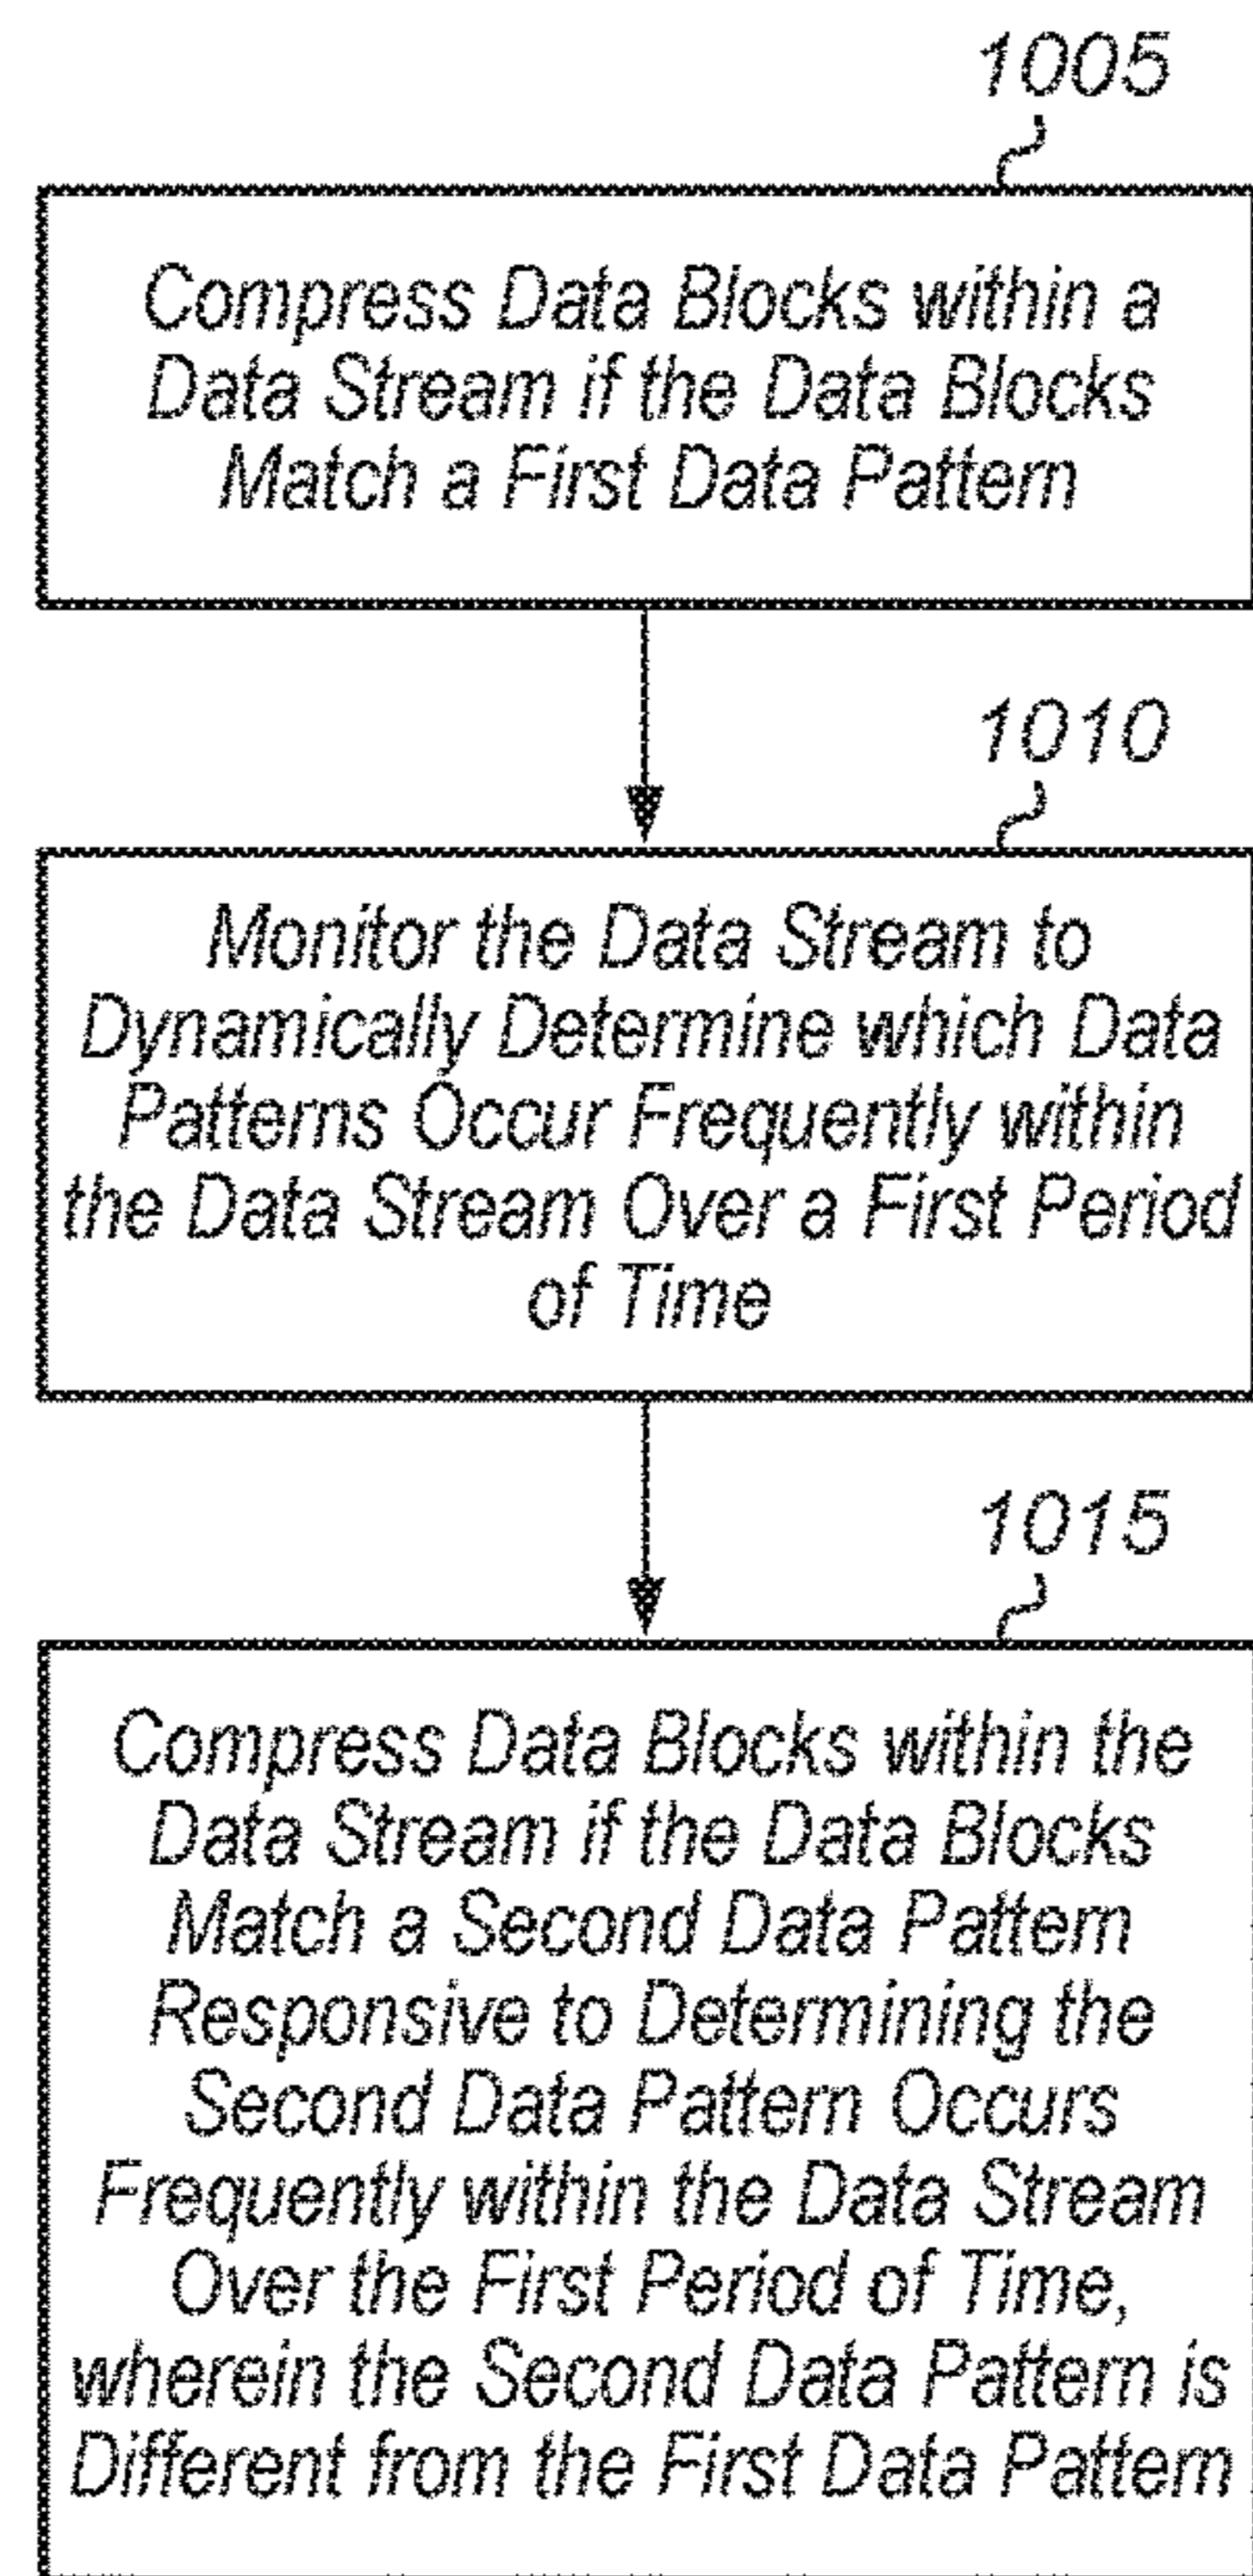 1005
Compress Data Blocks within a
Data Stream if the Data Blocks
Match a First Data Pattern
1010
Monitor the Data Stream to
Dynamically Determine which Data
Patterns Occur Frequently within
the Data Stream Over a First Period
of Time
1015
Compress Data Blocks within the
Data Stream if the Data Blocks
Match a Second Data Pattern
Responsive to Determining the
Second Data Pattern Occurs
Frequently within the Data Stream
Over the First Period of Time,
wherein the Second Data Pattern is
Different from the First Data Pattern